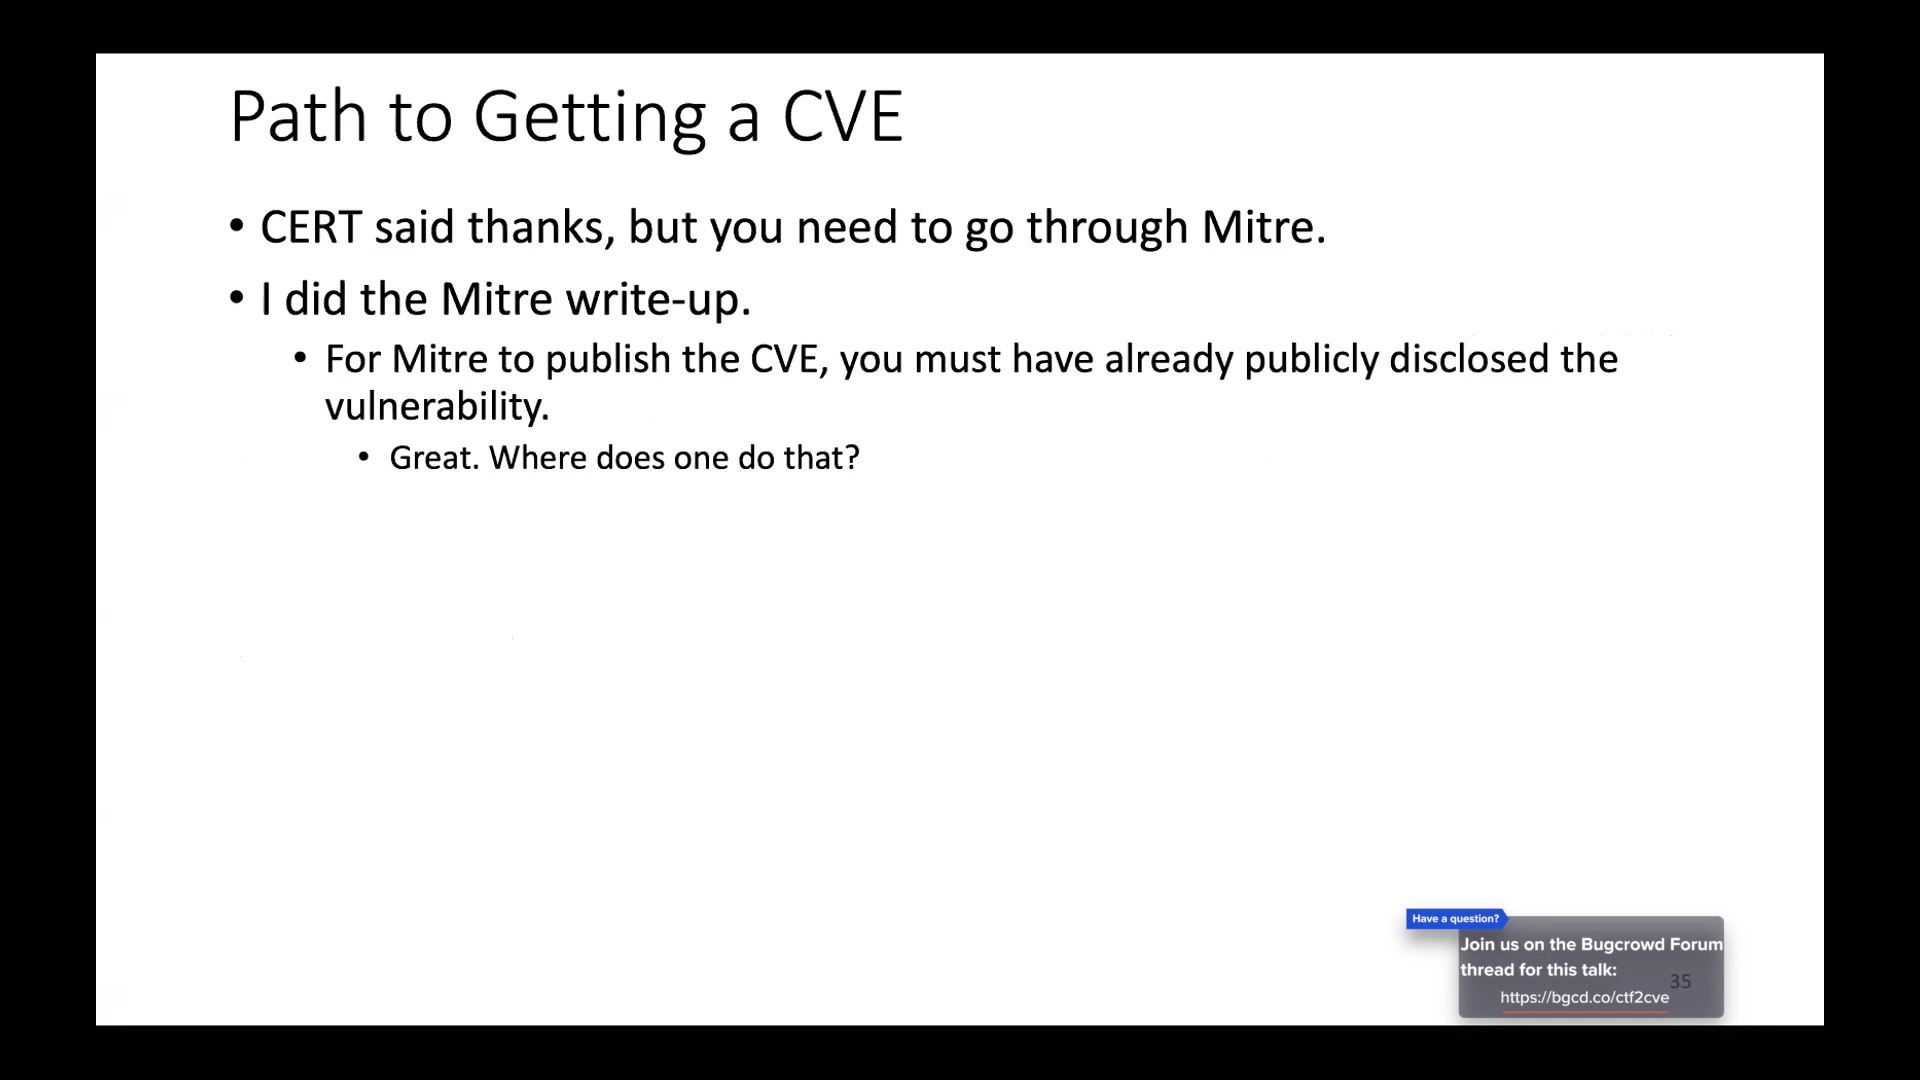 Path to Getting a CVE
• CERT said thanks, but you need to go through Mitre.
• I did the Mitre write-up.
• For Mitre to publish the CVE, you must have already publicly disclosed the
vulnerability.
• Great. Where does one do that?
Have a question?
Join us on the Bugcrowd Forum
thread for this talk:
35
https://bgcd.co/ctf2cve